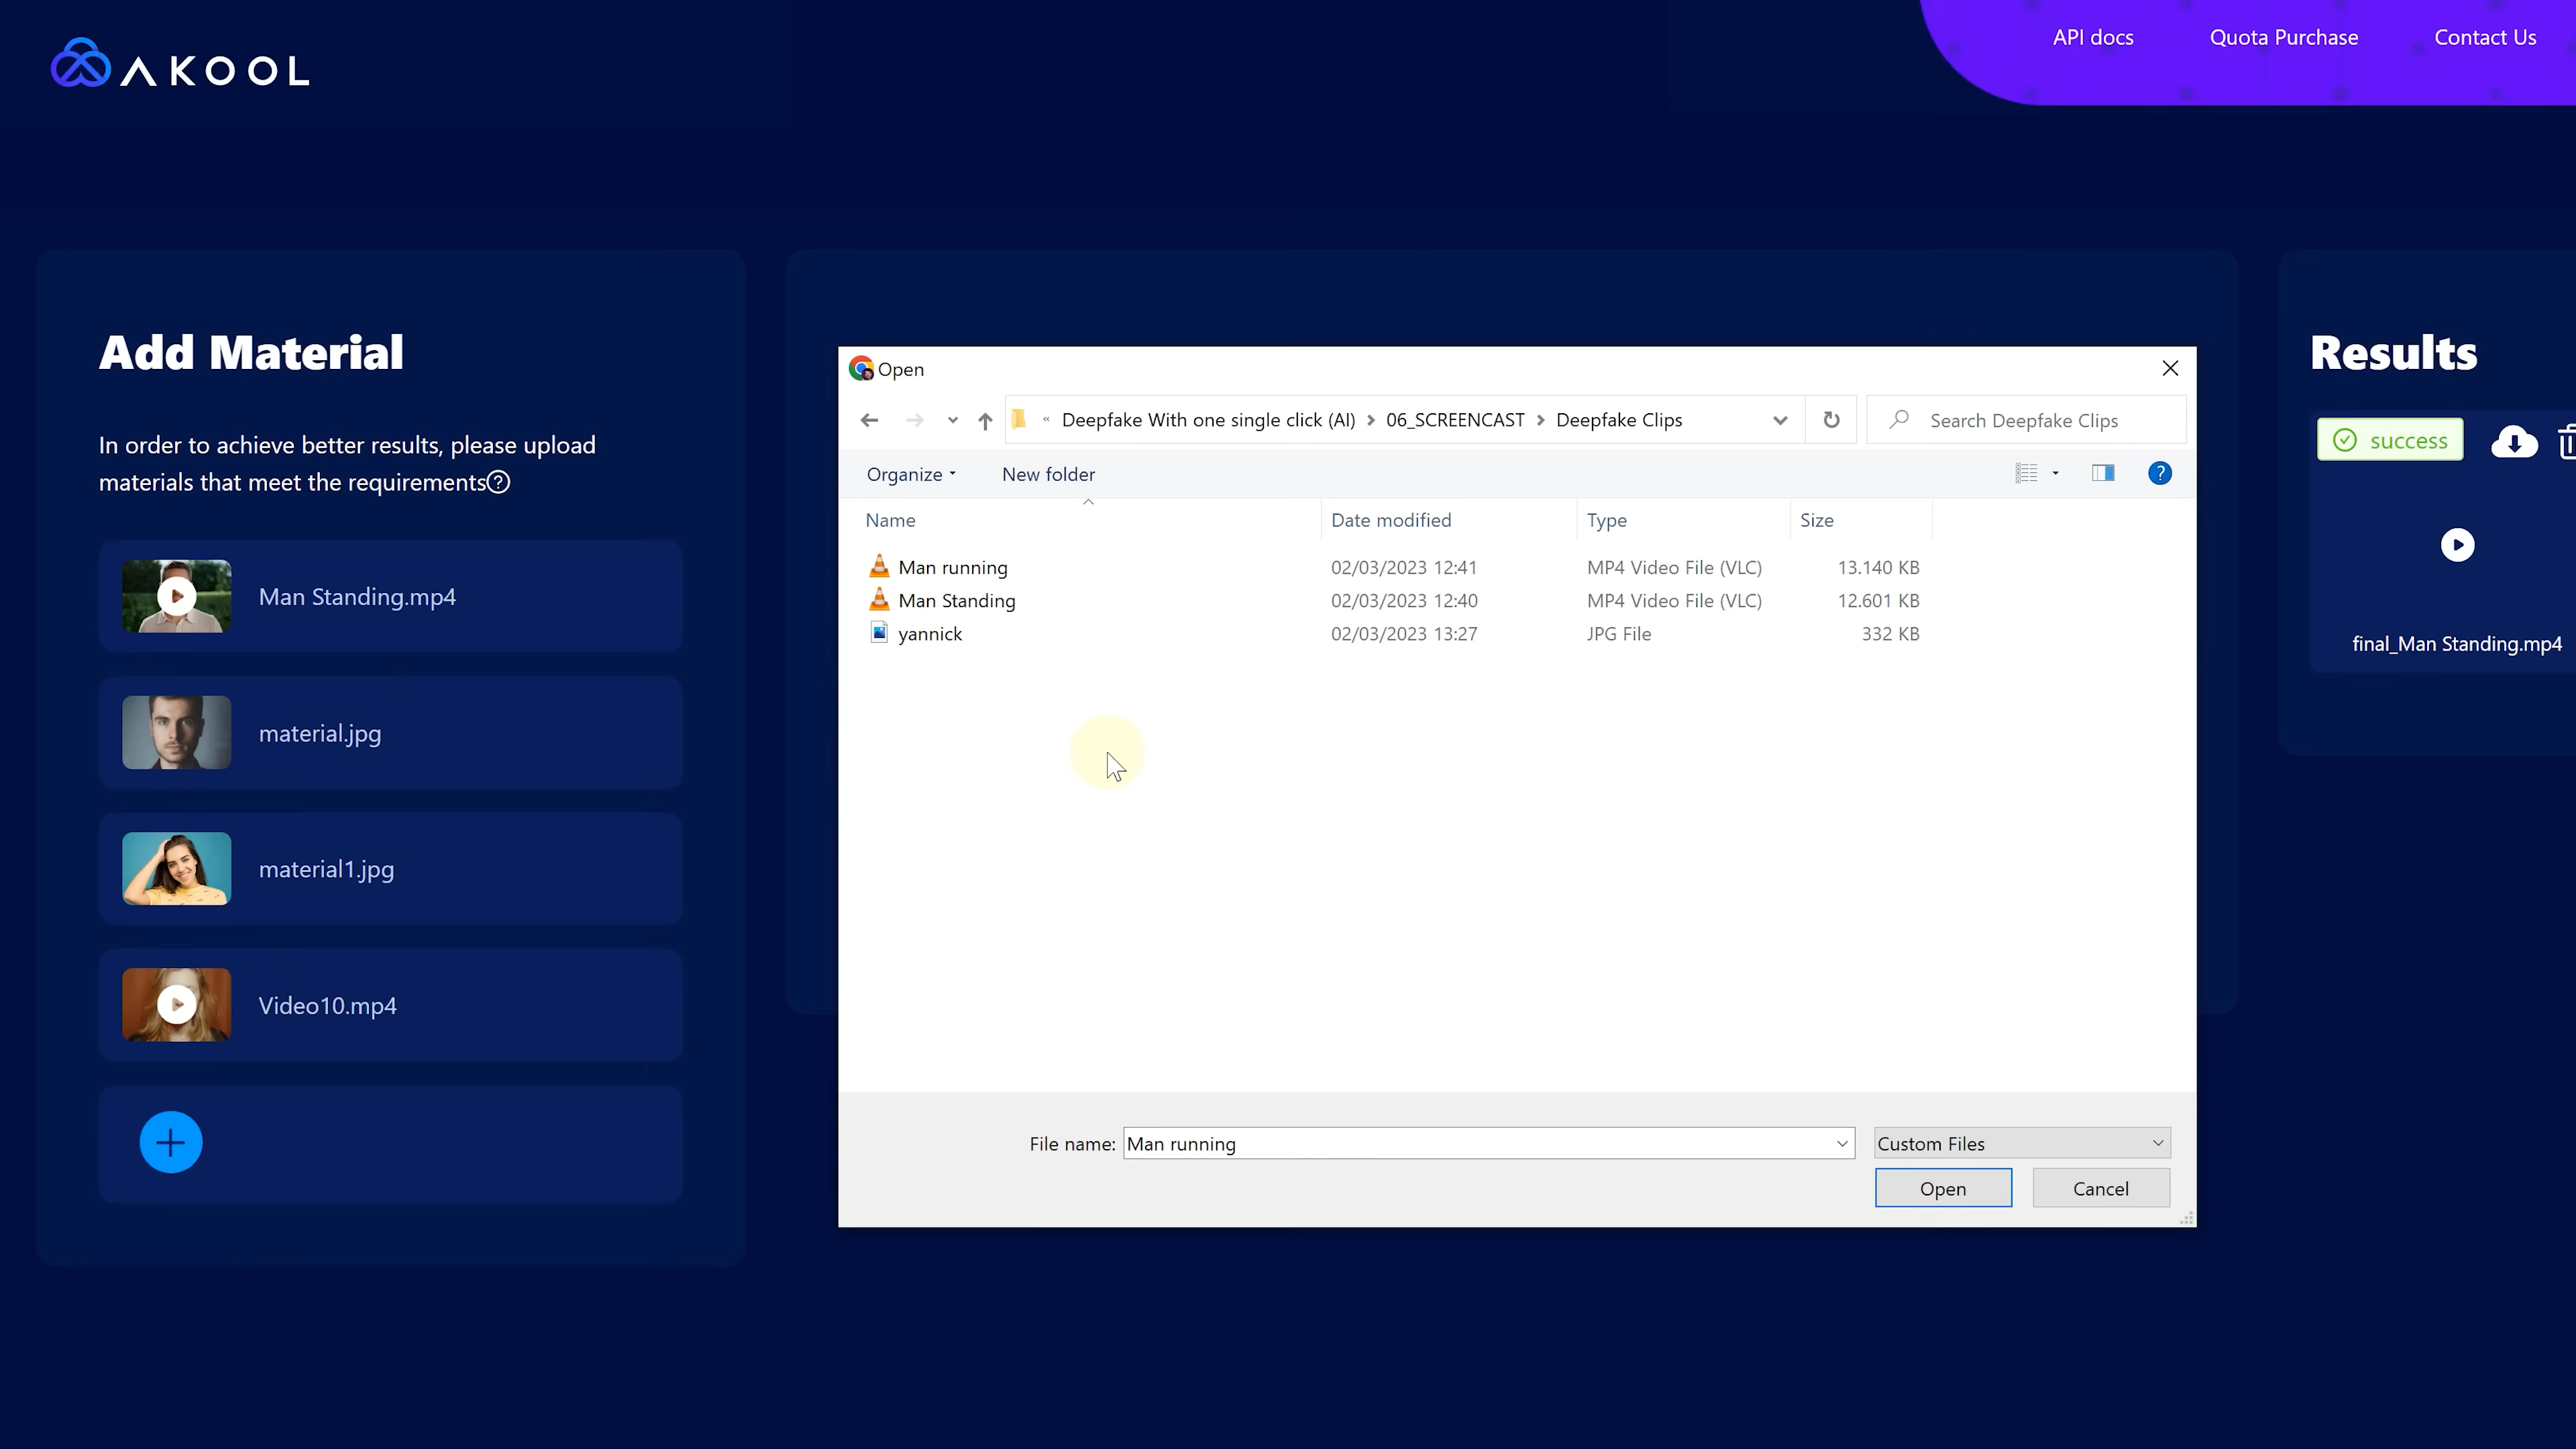 AKOOL
API docs
Quota Purchase
Contact Us
Add Material
In order to achieve better results, please upload
materials that meet the requirements?
Man Standing.mp4
material.jpg
material1.jpg
Video10.mp4
Open
« Deepfake With one single click (AI) > 06_SCREENCAST > Deepfake Clips
Search Deepfake Clips
Organize
New folder
?
Name
Date modified
Type
Size
Man running 02/03/2023 12:41 MP4 Video File (VLC) 13.140 KB
Man Standing 02/03/2023 12:40 MP4 Video File (VLC) 12.601 KB
yannick 02/03/2023 13:27 JPG File 332 KB
File name: Man running
Custom Files
Open
Cancel
Results
success
final_Man Standing.mp4